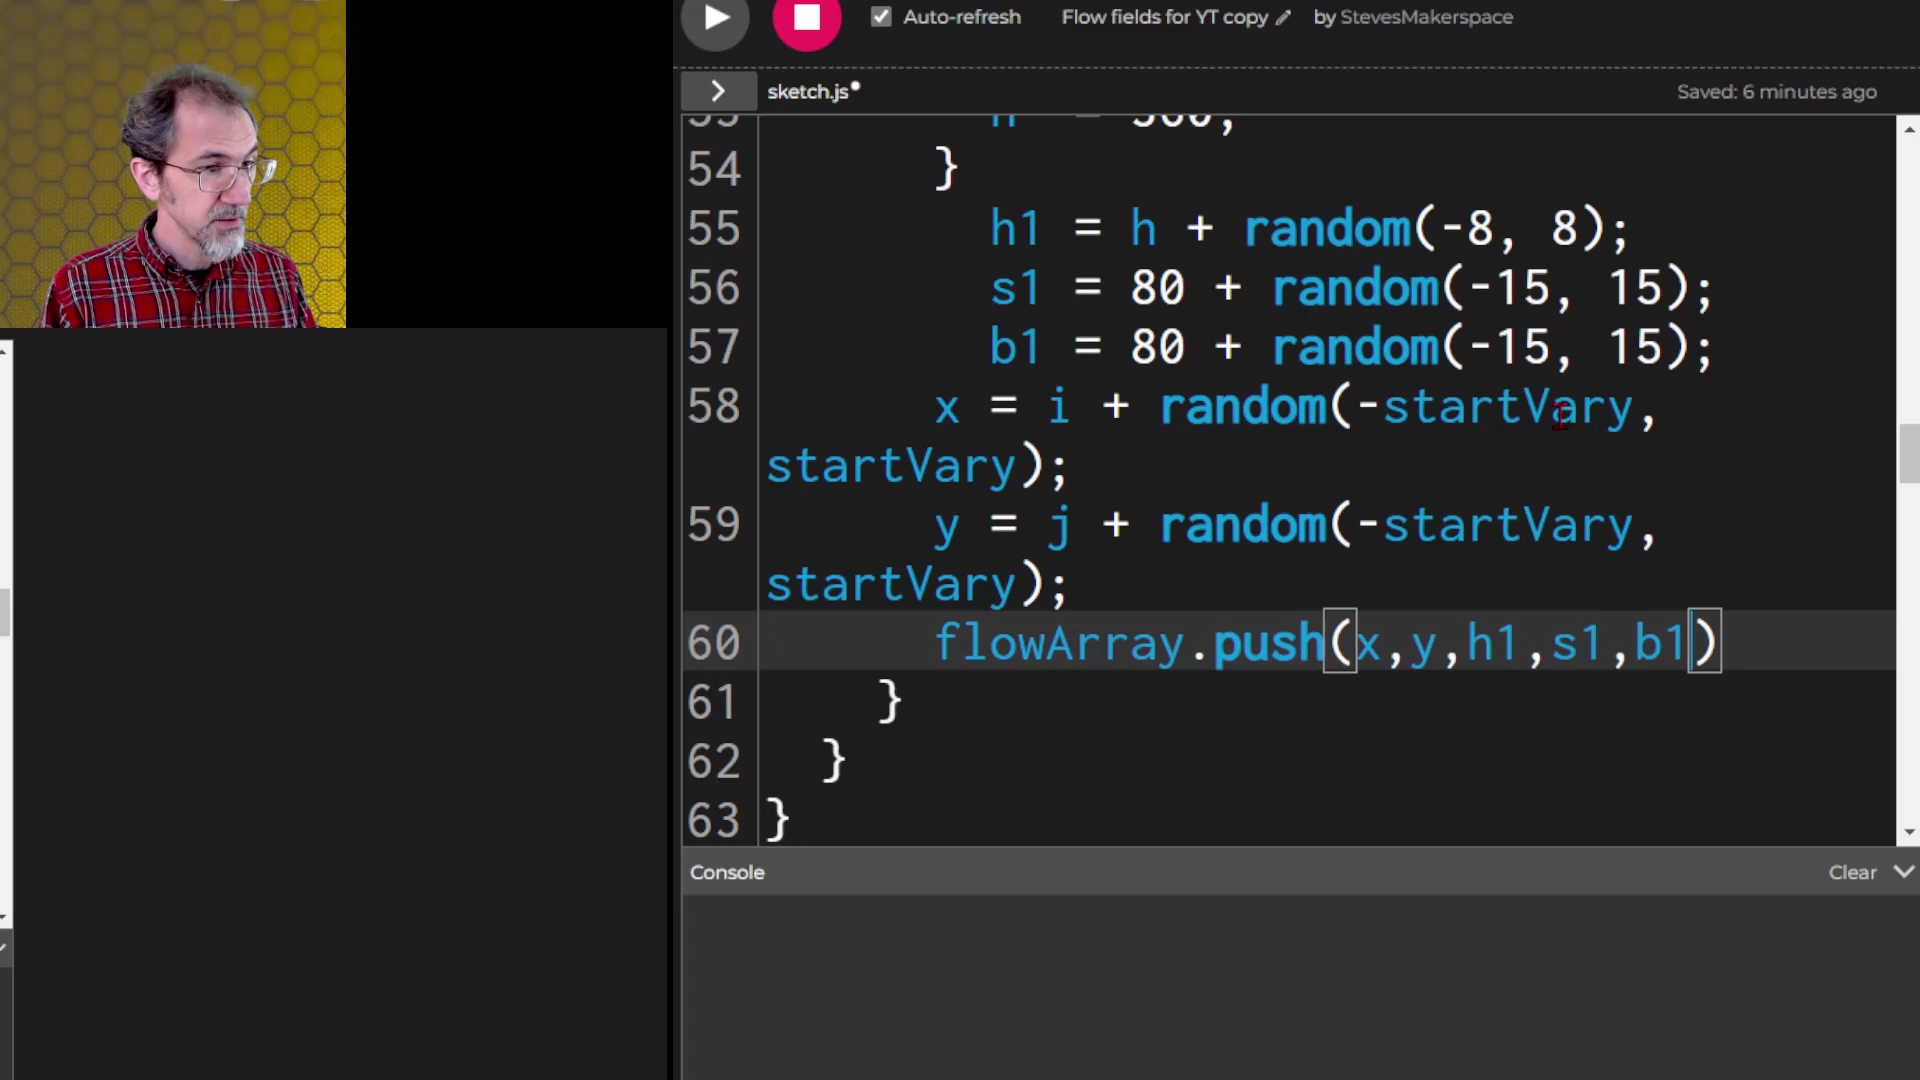 Auto-refresh Flow fields for YT copy by StevesMakerspace
sketch.js Saved: 6 minutes ago
54 }
55 h1 = h + random(-8, 8);
56 s1 = 80 + random(-15, 15);
57 b1 = 80 + random(-15, 15);
58 x = i + random(-startVary,
startVary);
59 y = j + random(-startVary,
startVary);
60 flowArray.push(x,y,h1,s1,b1)
61 }
62 }
63 }
Console Clear